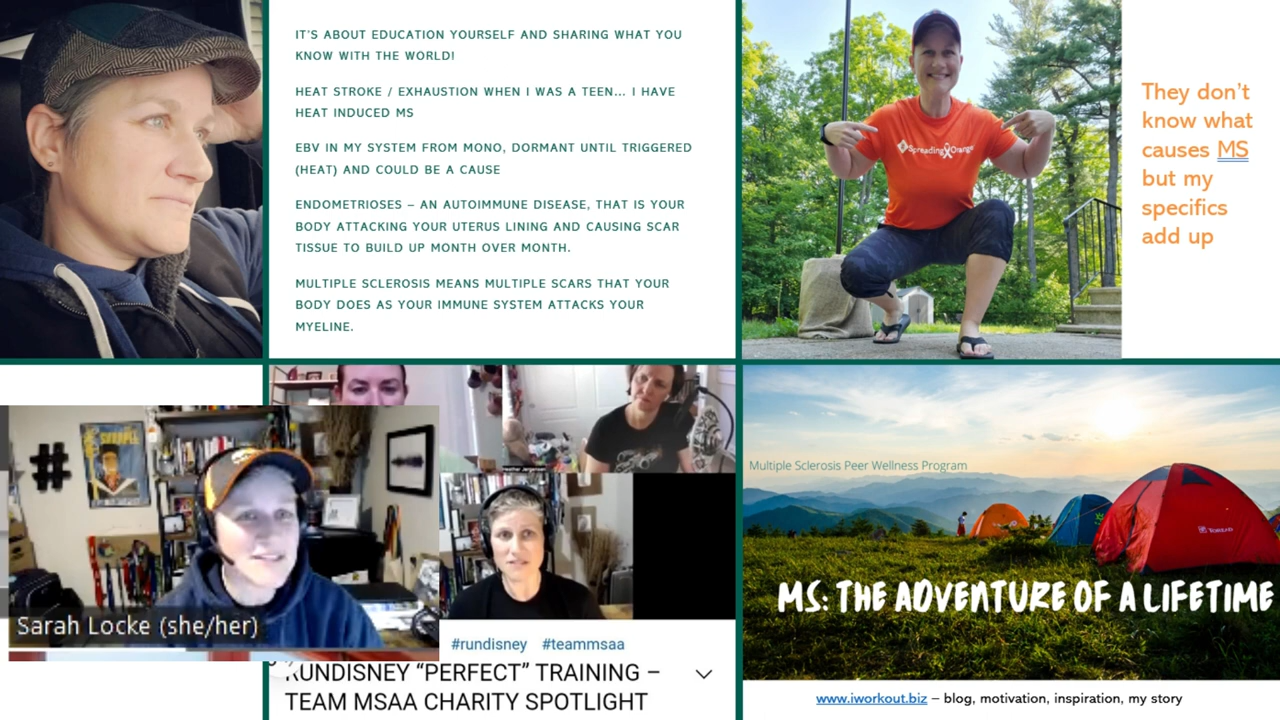 IT'S ABOUT EDUCATION YOURSELF AND SHARING WHAT YOU
KNOW WITH THE WORLD!
HEAT STROKE / EXHAUSTION WHEN I WAS A TEEN... I HAVE
HEAT INDUCED MS
EBV IN MY SYSTEM FROM MONO, DORMANT UNTIL TRIGGERED
(HEAT) AND COULD BE A CAUSE
ENDOMETRIOSES – AN AUTOIMMUNE DISEASE, THAT IS YOUR
BODY ATTACKING YOUR UTERUS LINING AND CAUSING SCAR
TISSUE TO BUILD UP MONTH OVER MONTH.
MULTIPLE SCLEROSIS MEANS MULTIPLE SCARS THAT YOUR
BODY DOES AS YOUR IMMUNE SYSTEM ATTACKS YOUR
MYELINE.
Spreading Orange
They don't
know what
causes MS
but my
specifics
add up
#
Sarah Locke (she/her)
#rundisney #teammsaa
RUNDISNEY “PERFECT” TRAINING –
TEAM MSAA CHARITY SPOTLIGHT
Multiple Sclerosis Peer Wellness Program
MS: THE ADVENTURE OF A LIFETIME
www.iworkout.biz – blog, motivation, inspiration, my story